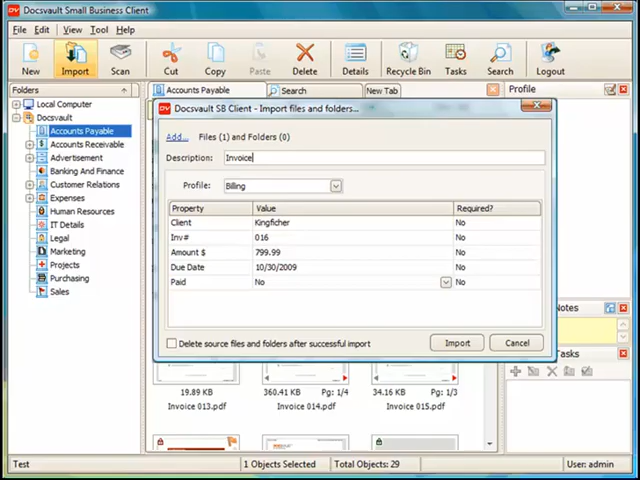 Docsvault Small Business Client
File Edit View Tool Help
New Import Scan Cut Copy Paste Delete Details Recycle Bin Tasks Search Logout
Folders
Local Computer
Docsvault
Accounts Payable
Accounts Receivable
Advertisement
Banking And Finance
Customer Relations
Expenses
Human Resources
IT Details
Legal
Marketing
Projects
Purchasing
Sales
Accounts Payable Search New Tab
Profile
Docsvault SB Client - Import files and folders...
Add... Files (1) and Folders (0)
Description: Invoice
Profile: Billing
Property Value Required?
Client Kingficher No
Inv# 016 No
Amount $ 799.99 No
Due Date 10/30/2009 No
Paid No No
Delete source files and folders after successful import
Import Cancel
Notes
Tasks
19.89 KB 360.41 KB Pg: 1/4 34.16 KB Pg: 1/3
Invoice 013.pdf Invoice 014.pdf Invoice 015.pdf
Test 1 Objects Selected Total Objects: 29 User: admin